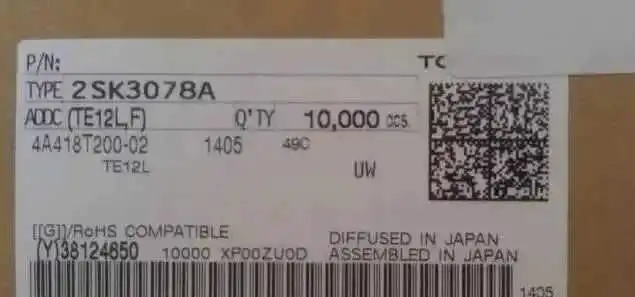 P/N:
TYPE 2SK3078A
ADDC (TE12L,F) Q'TY 10,000 pcs.
4A418T200-02 1405 49C
TE12L UW
[[G]]/RoHS COMPATIBLE
DIFFUSED IN JAPAN
(Y)38124650 10000 XP00ZU0D ASSEMBLED IN JAPAN
1405